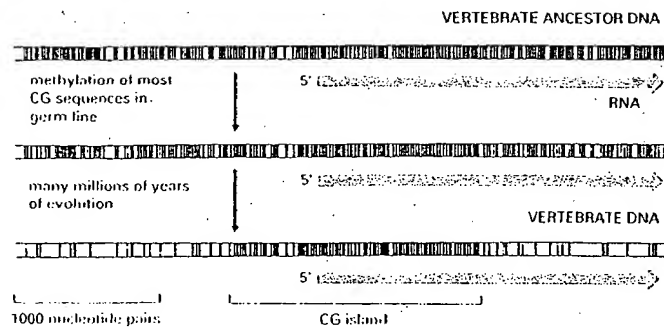 VERTEBRATE ANCESTOR DNA
methylation of most
CG sequences in
germ line
5'
RNA
5'
many millions of years
of evolution
VERTEBRATE DNA
5'
1000 nucleotide pairs
CG island